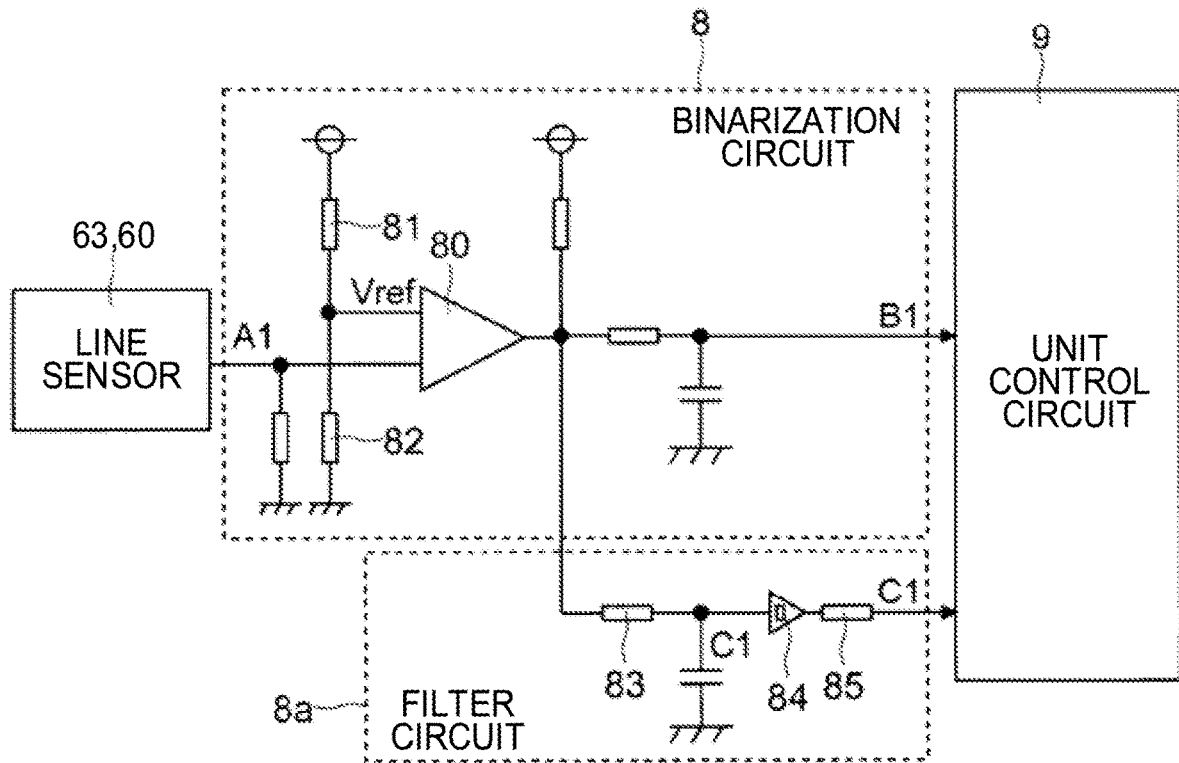 8
9
BINARIZATION
CIRCUIT
63,60
81
80
Vref
LINE
SENSOR
A1
B1
UNIT
CONTROL
CIRCUIT
82
C1
C1
83
84
85
8a
FILTER
CIRCUIT